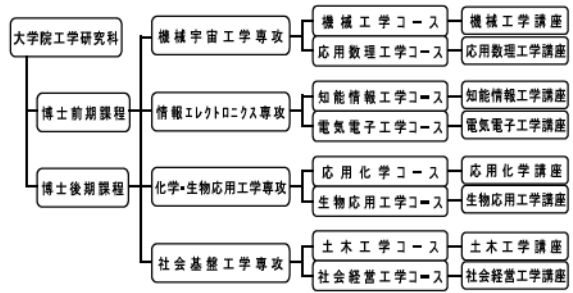 大学院工学研究科
博士前期課程
博士後期課程
機械宇宙工学専攻
機械工学コース
機械工学講座
応用数理工学コース
応用数理工学講座
情報エレクトロニクス専攻
知能情報工学コース
知能情報工学講座
電気電子工学コース
電気電子工学講座
化学・生物応用工学専攻
応用化学コース
応用化学講座
生物応用工学コース
生物応用工学講座
社会基盤工学専攻
土木工学コース
土木工学講座
社会経営工学コース
社会経営工学講座